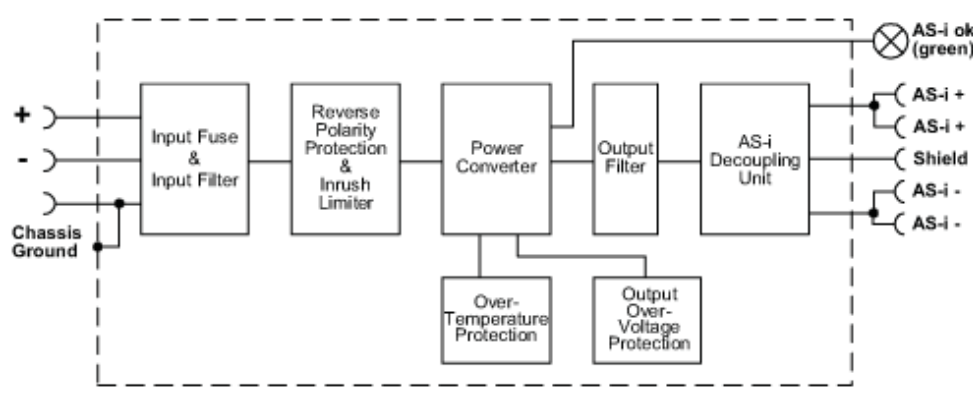 AS-i ok
(green)
+
-
Chassis
Ground
Input Fuse
&
Input Filter
Reverse
Polarity
Protection
&
Inrush
Limiter
Power
Converter
Output
Filter
AS-i
Decoupling
Unit
AS-i +
AS-i +
Shield
AS-i -
AS-i -
Over-
Temperature
Protection
Output
Over-
Voltage
Protection